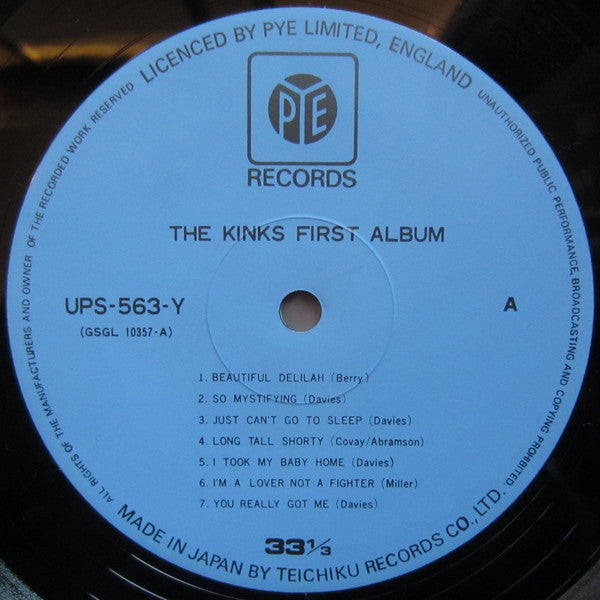 ALL RIGHTS OF THE MANUFACTURERS AND OWNER OF THE RECORDED WORK RESERVED
LICENCED BY PYE LIMITED, ENGLAND
UNAUTHORIZED PUBLIC PERFORMANCE, BROADCASTING AND COPYING PROHIBITED.
PYE
RECORDS
THE KINKS FIRST ALBUM
UPS-563-Y
(GSGL 10357-A)
A
1. BEAUTIFUL DELILAH (Berry)
2. SO MYSTIFYING (Davies)
3. JUST CAN'T GO TO SLEEP (Davies)
4. LONG TALL SHORTY (Covay/Abramson)
5. I TOOK MY BABY HOME (Davies)
6. I'M A LOVER NOT A FIGHTER (Miller)
7. YOU REALLY GOT ME (Davies)
33⅓
MADE IN JAPAN BY TEICHIKU RECORDS CO., LTD.